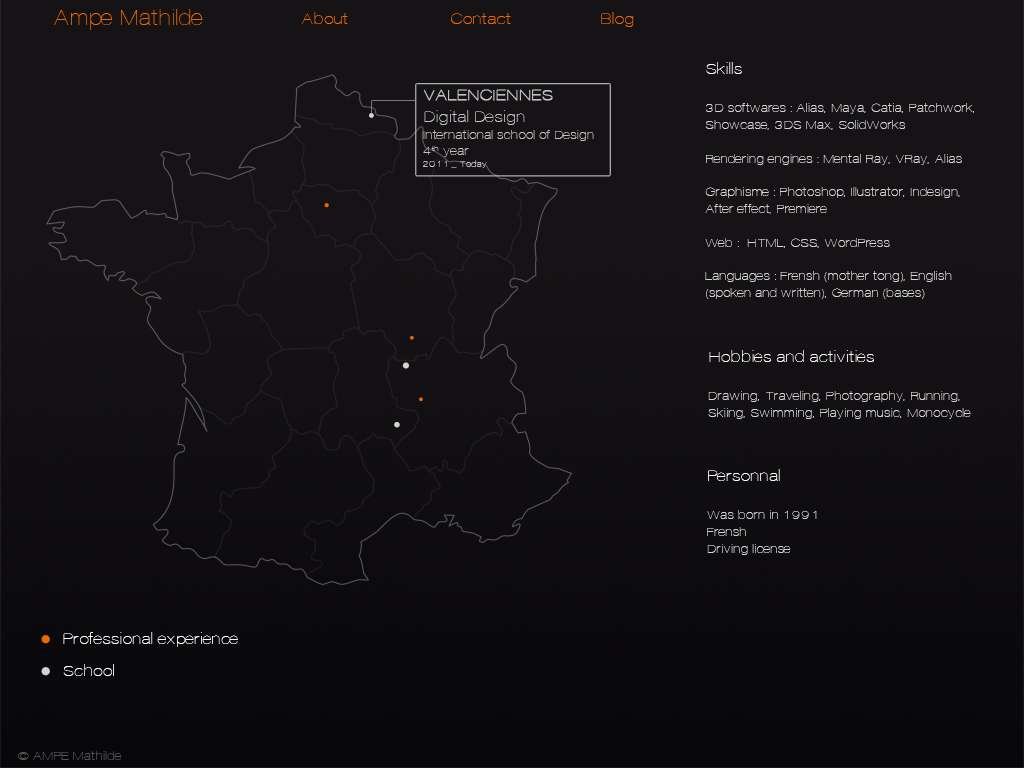 Ampe Mathilde
About
Contact
Blog
VALENCIENNES
Digital Design
International school of Design
4th year
2011_ Today
Skills
3D softwares : Alias, Maya, Catia, Patchwork,
Showcase, 3DS Max, SolidWorks
Rendering engines : Mental Ray, VRay, Alias
Graphisme : Photoshop, Illustrator, Indesign,
After effect, Premiere
Web : HTML, CSS, WordPress
Languages : Frensh (mother tong), English
(spoken and written), German (bases)
Hobbies and activities
Drawing, Traveling, Photography, Running,
Skiing, Swimming, Playing music, Monocycle
Personnal
Was born in 1991
Frensh
Driving license
Professional experience
School
© AMPE Mathilde